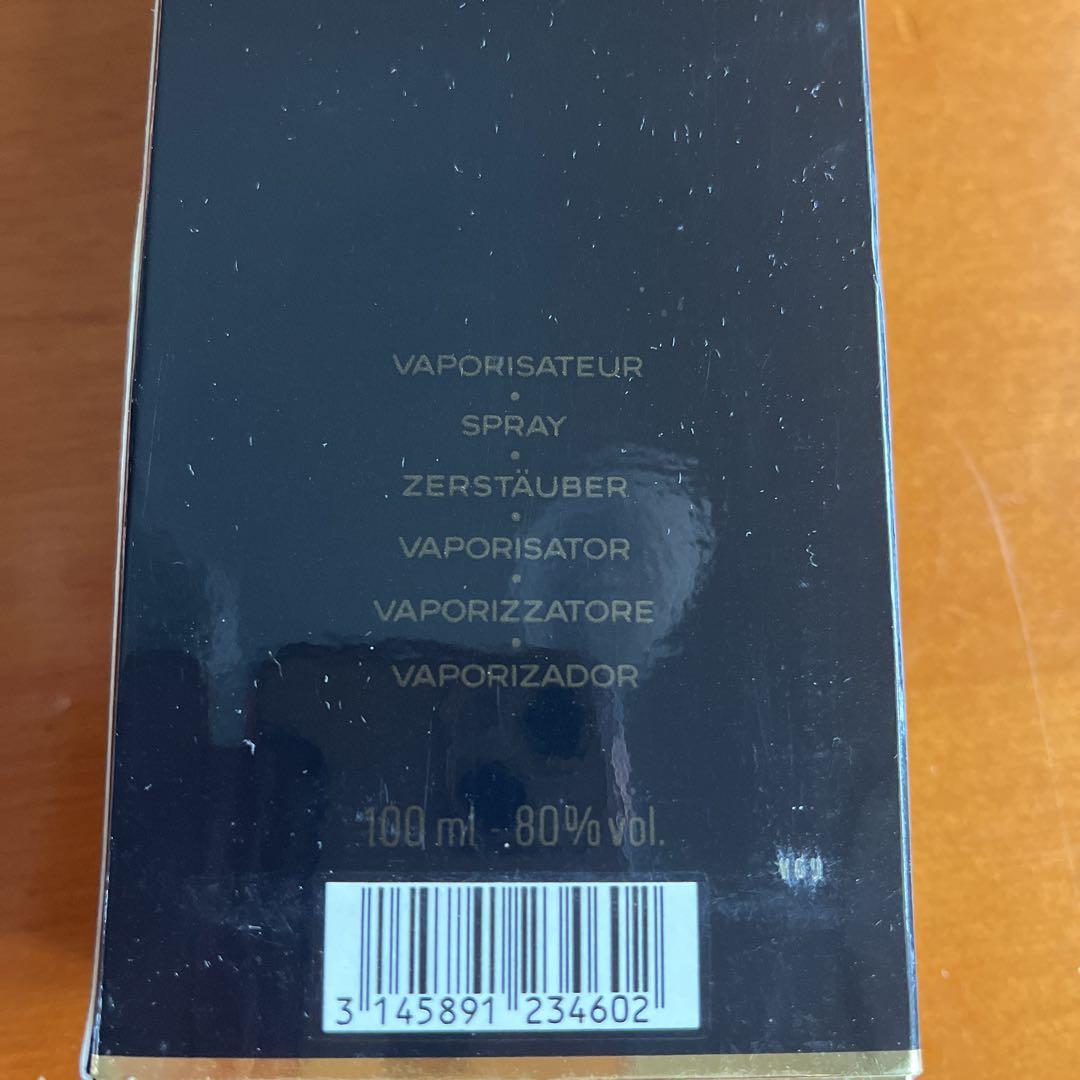 VAPORISATEUR
•
SPRAY
•
ZERSTÄUBER
•
VAPORISATOR
•
VAPORIZZATORE
•
VAPORIZADOR
100 ml - 80% vol.
3 145891 234602